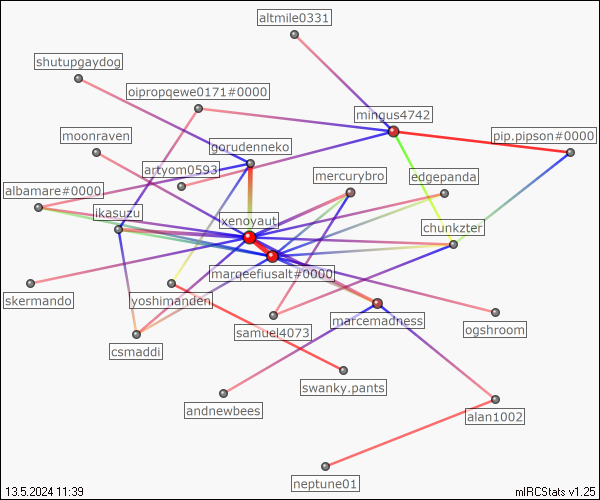 altmile0331
shutupgaydog
oipropqewe0171#0000
mingus4742
moonraven
gorudenneko
pip.pipson#0000
artyom0593
mercurybro
edgepanda
albamare#0000
ikasuzu
xenoyaut
chunkzter
marqeefiusalt#0000
skermando
yoshimanden
samuel4073
marcemadness
ogshroom
csmaddi
swanky.pants
andnewbees
alan1002
neptune01
13.5.2024 11:39
mIRCStats v1.25